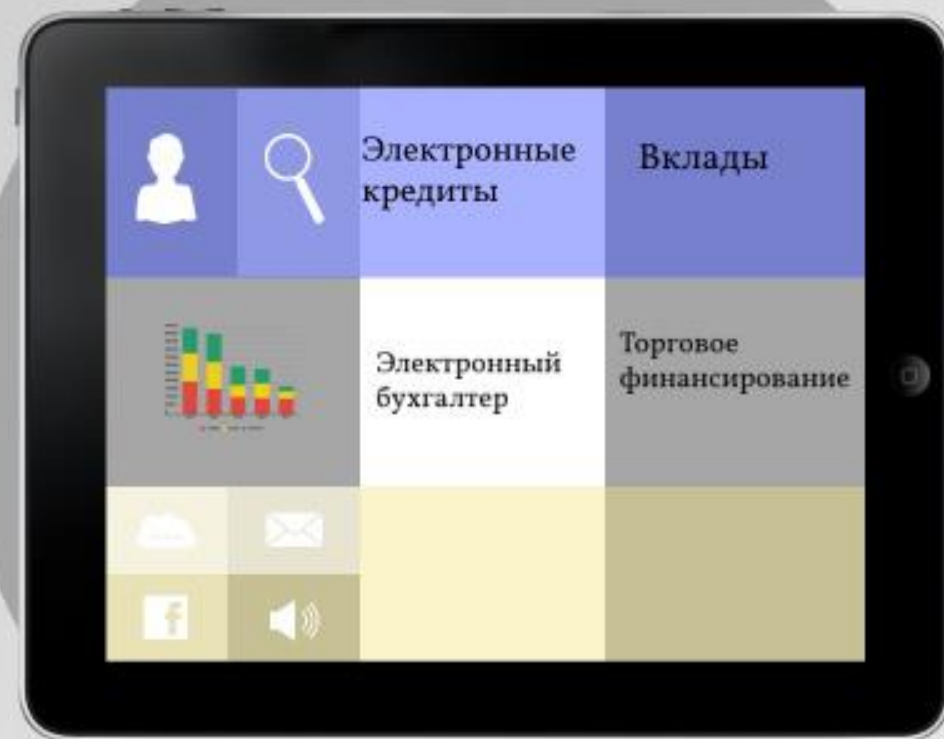 Электронные
кредиты
Вклады
Электронный
бухгалтер
Торговое
финансирование